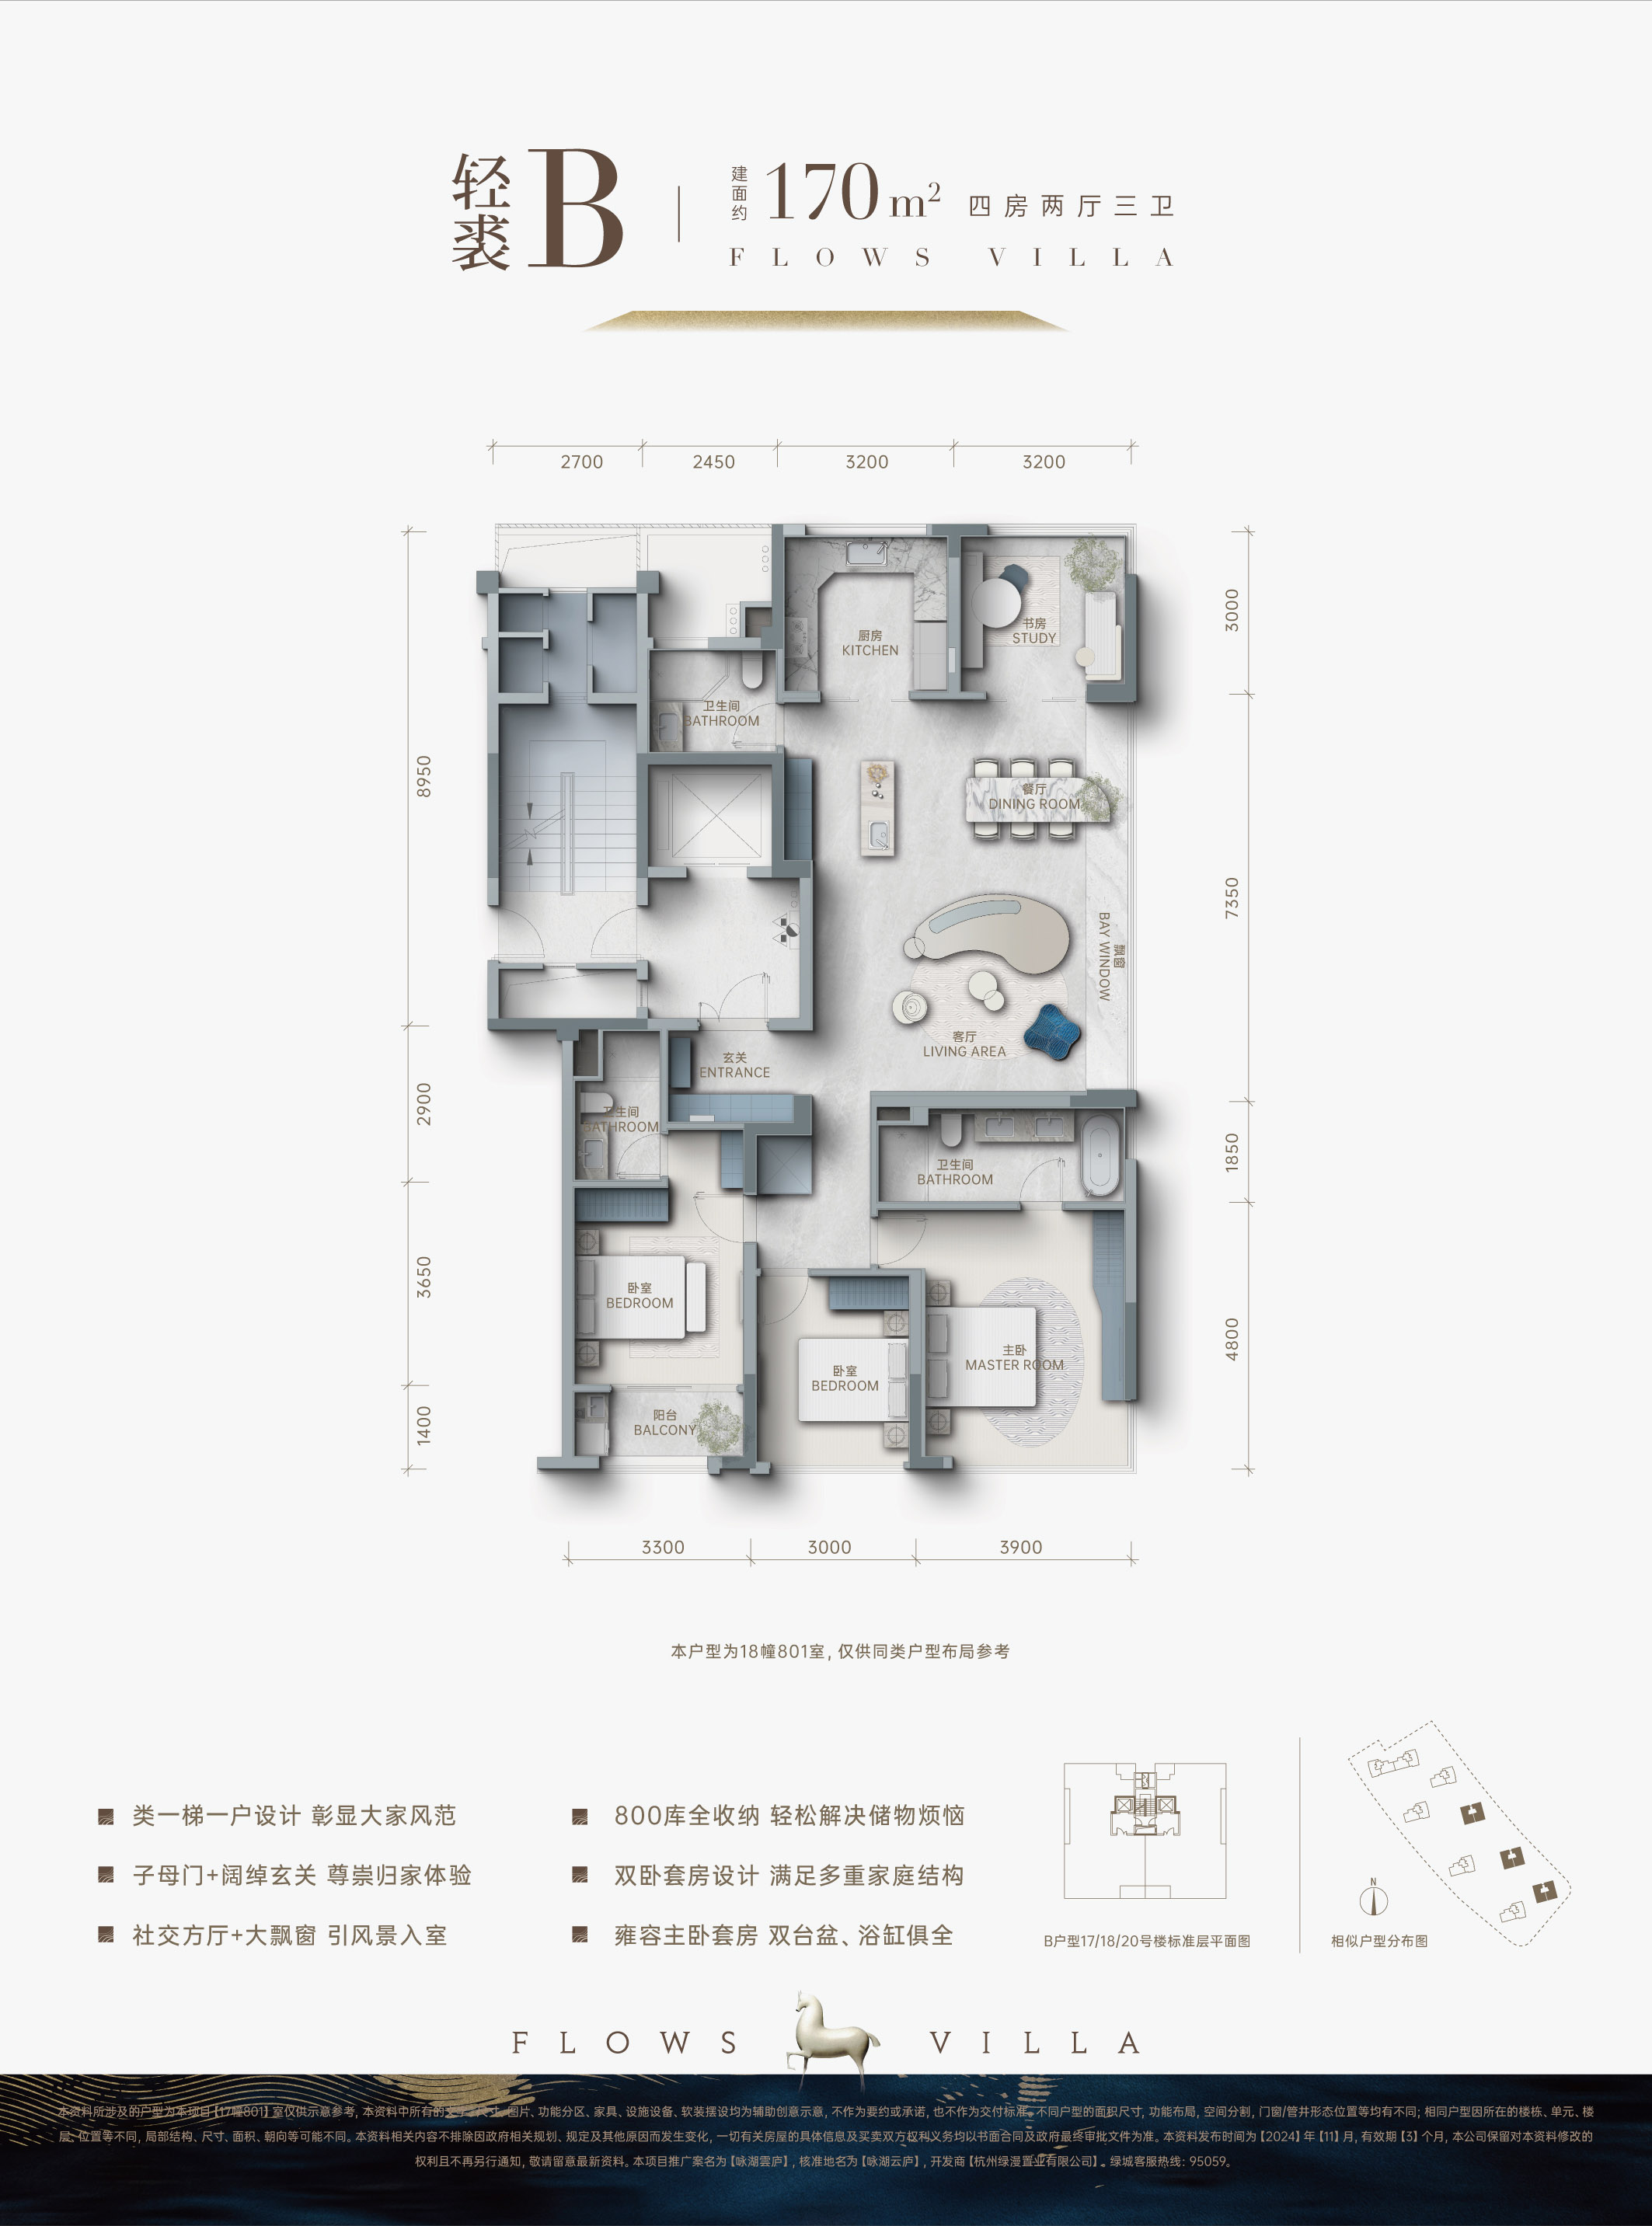 轻裘
B
建面约 170 m² 四房两厅三卫
FLOWS VILLA
2700 2450 3200 3200
3000
厨房
KITCHEN
书房
STUDY
卫生间
BATHROOM
8950
餐厅
DINING ROOM
7350
飘窗
BAY WINDOW
客厅
LIVING AREA
玄关
ENTRANCE
2900
卫生间
BATHROOM
1850
卫生间
BATHROOM
3650
卧室
BEDROOM
4800
主卧
MASTER ROOM
卧室
BEDROOM
1400
阳台
BALCONY
3300 3000 3900
本户型为18幢801室, 仅供同类户型布局参考
类一梯一户设计 彰显大家风范
子母门+阔绰玄关 尊崇归家体验
社交方厅+大飘窗 引风景入室
800库全收纳 轻松解决储物烦恼
双卧套房设计 满足多重家庭结构
雍容主卧套房 双台盆、浴缸俱全
B户型17/18/20号楼标准层平面图
N
相似户型分布图
FLOWS VILLA
本资料所涉及的户型为本项目【17幢801】室仅供示意参考, 本资料中所有的文字、尺寸、图片、功能分区、家具、设施设备、软装摆设均为辅助创意示意, 不作为要约或承诺, 也不作为交付标准。不同户型的面积尺寸, 功能布局, 空间分割, 门窗/管井形态位置等均有不同; 相同户型因所在的楼栋、单元、楼
层, 位置等不同, 局部结构、尺寸、面积、朝向等可能不同。本资料相关内容不排除因政府相关规划、规定及其他原因而发生变化, 一切有关房屋的具体信息及买卖双方权利义务均以书面合同及政府最终审批文件为准。本资料发布时间为【2024】年【11】月, 有效期【3】个月, 本公司保留对本资料修改的
权利且不再另行通知, 敬请留意最新资料。本项目推广案名为【咏湖雲庐】, 核准地名为【咏湖云庐】, 开发商【杭州绿漫置业有限公司】。绿城客服热线: 95059。